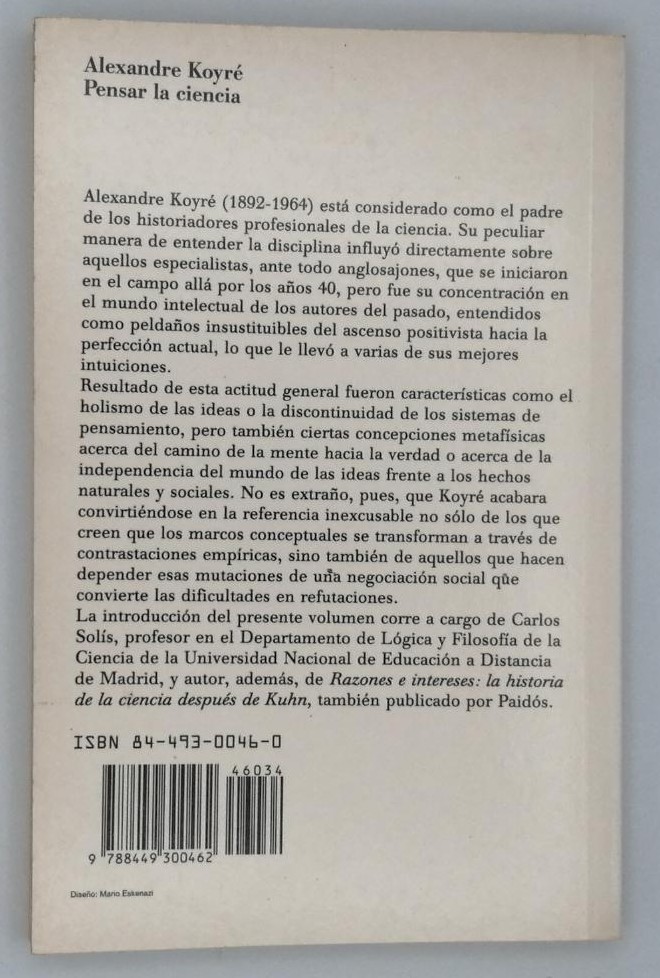 Alexandre Koyré
Pensar la ciencia
Alexandre Koyré (1892-1964) está considerado como el padre
de los historiadores profesionales de la ciencia. Su peculiar
manera de entender la disciplina influyó directamente sobre
aquellos especialistas, ante todo anglosajones, que se iniciaron
en el campo allá por los años 40, pero fue su concentración en
el mundo intelectual de los autores del pasado, entendidos
como peldaños insustituibles del ascenso positivista hacia la
perfección actual, lo que le llevó a varias de sus mejores
intuiciones.
Resultado de esta actitud general fueron características como el
holismo de las ideas o la discontinuidad de los sistemas de
pensamiento, pero también ciertas concepciones metafísicas
acerca del camino de la mente hacia la verdad o acerca de la
independencia del mundo de las ideas frente a los hechos
naturales y sociales. No es extraño, pues, que Koyré acabara
convirtiéndose en la referencia inexcusable no sólo de los que
creen que los marcos conceptuales se transforman a través de
contrastaciones empíricas, sino también de aquellos que hacen
depender esas mutaciones de una negociación social que
convierte las dificultades en refutaciones.
La introducción del presente volumen corre a cargo de Carlos
Solís, profesor en el Departamento de Lógica y Filosofía de la
Ciencia de la Universidad Nacional de Educación a Distancia
de Madrid, y autor, además, de Razones e intereses: la historia
de la ciencia después de Kuhn, también publicado por Paidós.
ISBN 84-493-0046-0
46034
9 788449 300462
Diseño: Mario Eskenazi